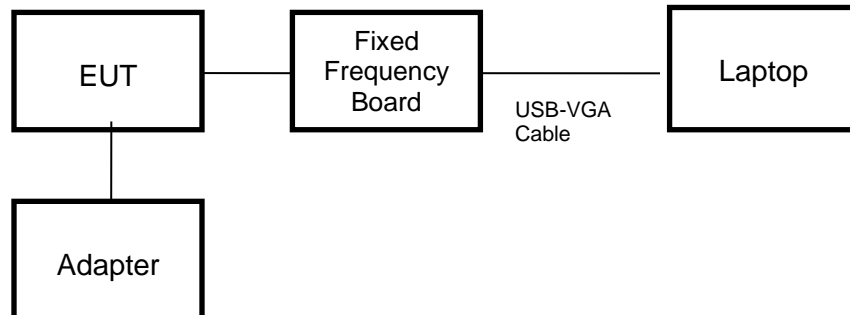 EUT
Fixed
Frequency
Board
USB-VGA
Cable
Laptop
Adapter